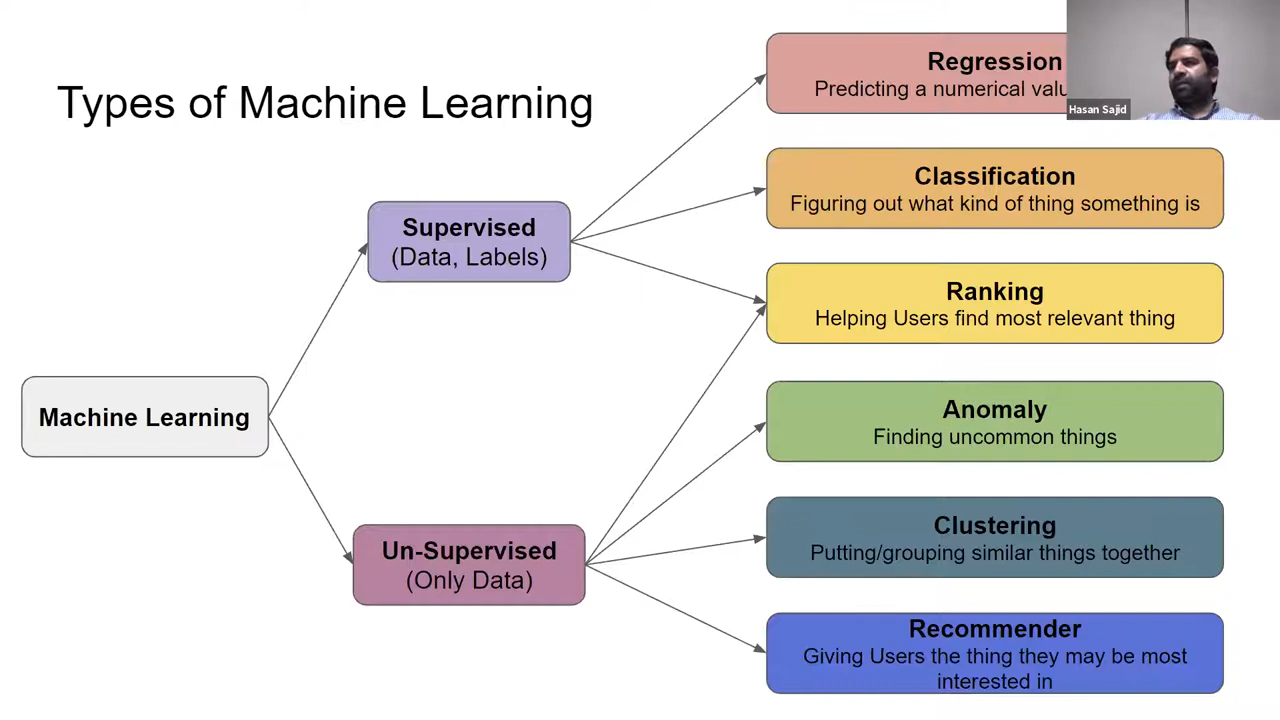 Types of Machine Learning
Regression
Predicting a numerical
Hasan Sajid
Classification
Figuring out what kind of thing something is
Supervised
(Data, Labels)
Ranking
Helping Users find most relevant thing
Machine Learning
Anomaly
Finding uncommon things
Un-Supervised
(Only Data)
Clustering
Putting/grouping similar things together
Recommender
Giving Users the thing they may be most
interested in